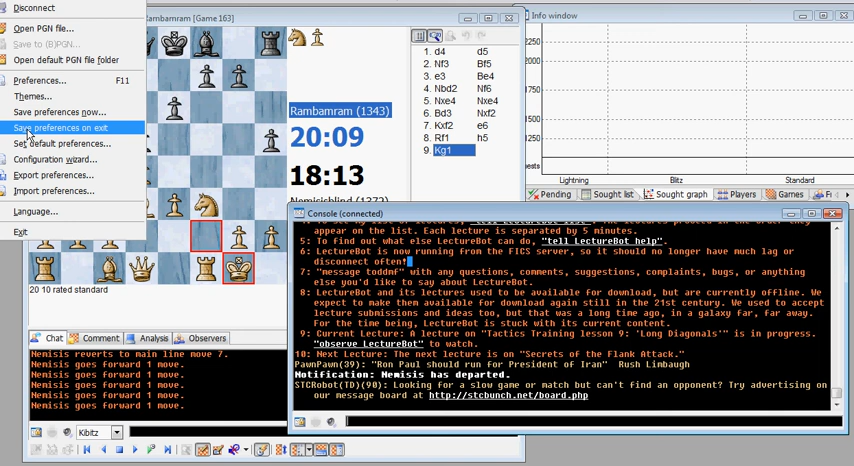 Disconnect
Open PGN file...
Save to (B)PGN...
Open default PGN file folder
Preferences... F11
Themes...
Save preferences now...
Save preferences on exit
Set default preferences...
Configuration wizard...
Export preferences...
Import preferences...
Language...
Exit
Rambamram [Game 163]
Rambamram (1343)
20:09
18:13
20 10 rated standard
1. d4 d5
2. Nf3 Bf5
3. e3 Be4
4. Nbd2 Nf6
5. Nxe4 Nxe4
6. Bd3 Nxf2
7. Kxf2 e6
8. Rf1 h5
9. Kg1
Chat
Comment
Analysis
Observers
Nemisis reverts to main line move 7.
Nemisis goes forward 1 move.
Nemisis goes forward 1 move.
Nemisis goes forward 1 move.
Nemisis goes forward 1 move.
Nemisis goes forward 1 move.
Kibitz
Info window
2250
2000
1750
1500
1250
Lightning Blitz Standard
Pending
Sought list
Sought graph
Players
Games
Console (connected)
appear on the list. Each lecture is separated by 5 minutes.
5: To find out what else LectureBot can do, "tell LectureBot help".
6: LectureBot is now running from the FICS server, so it should no longer have much lag or
disconnect often!
7: "message toddmf" with any questions, comments, suggestions, complaints, bugs, or anything
else you'd like to say about LectureBot.
8: LectureBot and its lectures used to be available for download, but are currently offline. We
expect to make them available for download again still in the 21st century. We used to accept
lecture submissions and ideas too, but that was a long time ago, in a galaxy far, far away.
For the time being, LectureBot is stuck with its current content.
9: Current Lecture: A lecture on "Tactics Training lesson 9: 'Long Diagonals'" is in progress.
"observe LectureBot" to watch.
10: Next Lecture: The next lecture is on "Secrets of the Flank Attack."
PawnPawn(39): "Ron Paul should run for President of Iran" Rush Limbaugh
Notification: Nemisis has departed.
STCRobot(TD)(90): Looking for a slow game or match but can't find an opponent? Try advertising on
our message board at http://stcbunch.net/board.php